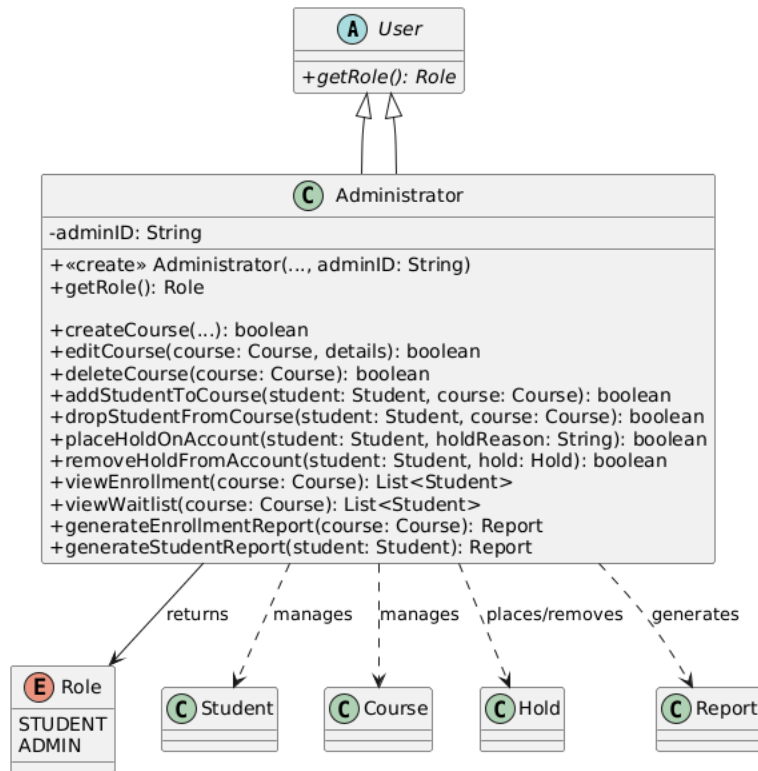 A User
+getRole(): Role
C Administrator
-adminID: String
+«create» Administrator(..., adminID: String)
+getRole(): Role
+createCourse(...): boolean
+editCourse(course: Course, details): boolean
+deleteCourse(course: Course): boolean
+addStudentToCourse(student: Student, course: Course): boolean
+dropStudentFromCourse(student: Student, course: Course): boolean
+placeHoldOnAccount(student: Student, holdReason: String): boolean
+removeHoldFromAccount(student: Student, hold: Hold): boolean
+viewEnrollment(course: Course): List<Student>
+viewWaitlist(course: Course): List<Student>
+generateEnrollmentReport(course: Course): Report
+generateStudentReport(student: Student): Report
returns
manages
manages
places/removes
generates
E Role
STUDENT
ADMIN
C Student
C Course
C Hold
C Report